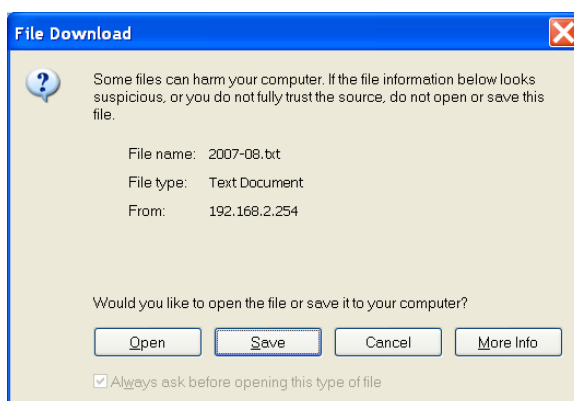 File Download
Some files can harm your computer. If the file information below looks
suspicious, or you do not fully trust the source, do not open or save this
file.
File name: 2007-08.txt
File type: Text Document
From: 192.168.2.254
Would you like to open the file or save it to your computer?
Open Save Cancel More Info
Always ask before opening this type of file